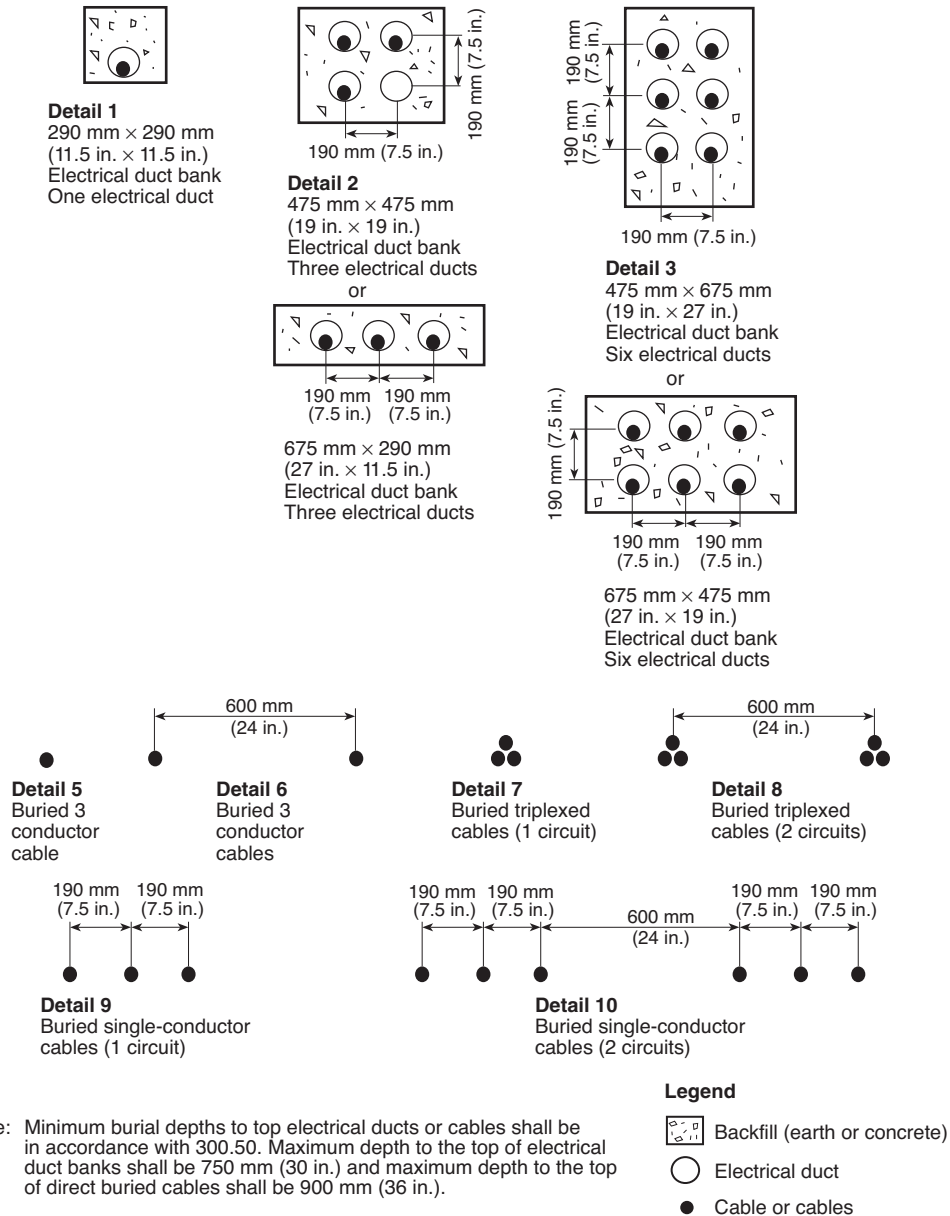 Detail 1
290 mm × 290 mm
(11.5 in. × 11.5 in.)
Electrical duct bank
One electrical duct
190 mm (7.5 in.)
190 mm
(7.5 in.)
Detail 2
475 mm × 475 mm
(19 in. × 19 in.)
Electrical duct bank
Three electrical ducts
or
190 mm
(7.5 in.)
190 mm
(7.5 in.)
675 mm × 290 mm
(27 in. × 11.5 in.)
Electrical duct bank
Three electrical ducts
190 mm
(7.5 in.)
190 mm
(7.5 in.)
190 mm (7.5 in.)
Detail 3
475 mm × 675 mm
(19 in. × 27 in.)
Electrical duct bank
Six electrical ducts
or
190 mm (7.5 in.)
190 mm
(7.5 in.)
190 mm
(7.5 in.)
675 mm × 475 mm
(27 in. × 19 in.)
Electrical duct bank
Six electrical ducts
Detail 5
Buried 3
conductor
cable
600 mm
(24 in.)
Detail 6
Buried 3
conductor
cables
Detail 7
Buried triplexed
cables (1 circuit)
600 mm
(24 in.)
Detail 8
Buried triplexed
cables (2 circuits)
190 mm
(7.5 in.)
190 mm
(7.5 in.)
Detail 9
Buried single-conductor
cables (1 circuit)
190 mm
(7.5 in.)
190 mm
(7.5 in.)
600 mm
(24 in.)
190 mm
(7.5 in.)
190 mm
(7.5 in.)
Detail 10
Buried single-conductor
cables (2 circuits)
e: Minimum burial depths to top electrical ducts or cables shall be
in accordance with 300.50. Maximum depth to the top of electrical
duct banks shall be 750 mm (30 in.) and maximum depth to the top
of direct buried cables shall be 900 mm (36 in.).
Legend
Backfill (earth or concrete)
Electrical duct
Cable or cables